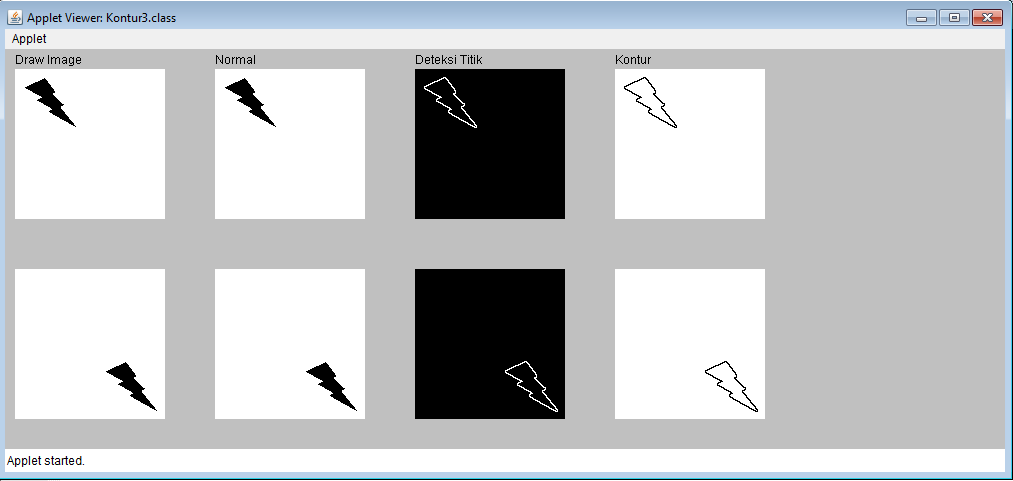 Applet Viewer: Kontur3.class
Applet
Draw Image
Normal
Deteksi Titik
Kontur
Applet started.